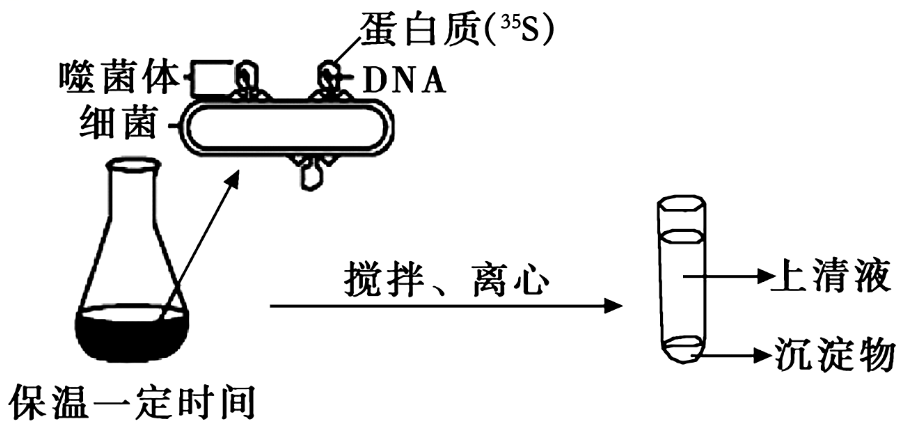 蛋白质(³⁵S)
噬菌体
DNA
细菌
搅拌、离心
上清液
沉淀物
保温一定时间